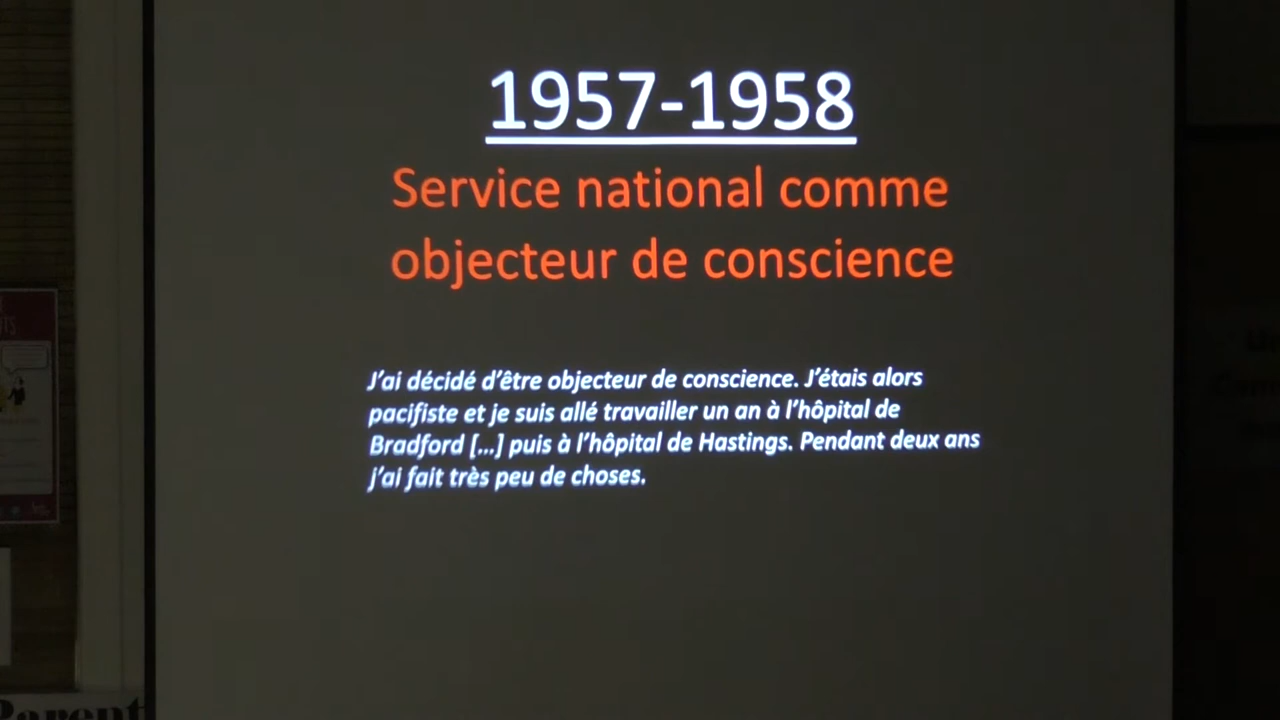 1957-1958
Service national comme
objecteur de conscience
J'ai décidé d'être objecteur de conscience. J'étais alors
pacifiste et je suis allé travailler un an à l'hôpital de
Bradford [...] puis à l'hôpital de Hastings. Pendant deux ans
j'ai fait très peu de choses.
Parent